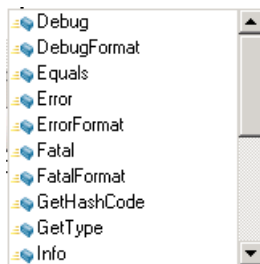 Debug
DebugFormat
Equals
Error
ErrorFormat
Fatal
FatalFormat
GetHashCode
GetType
Info